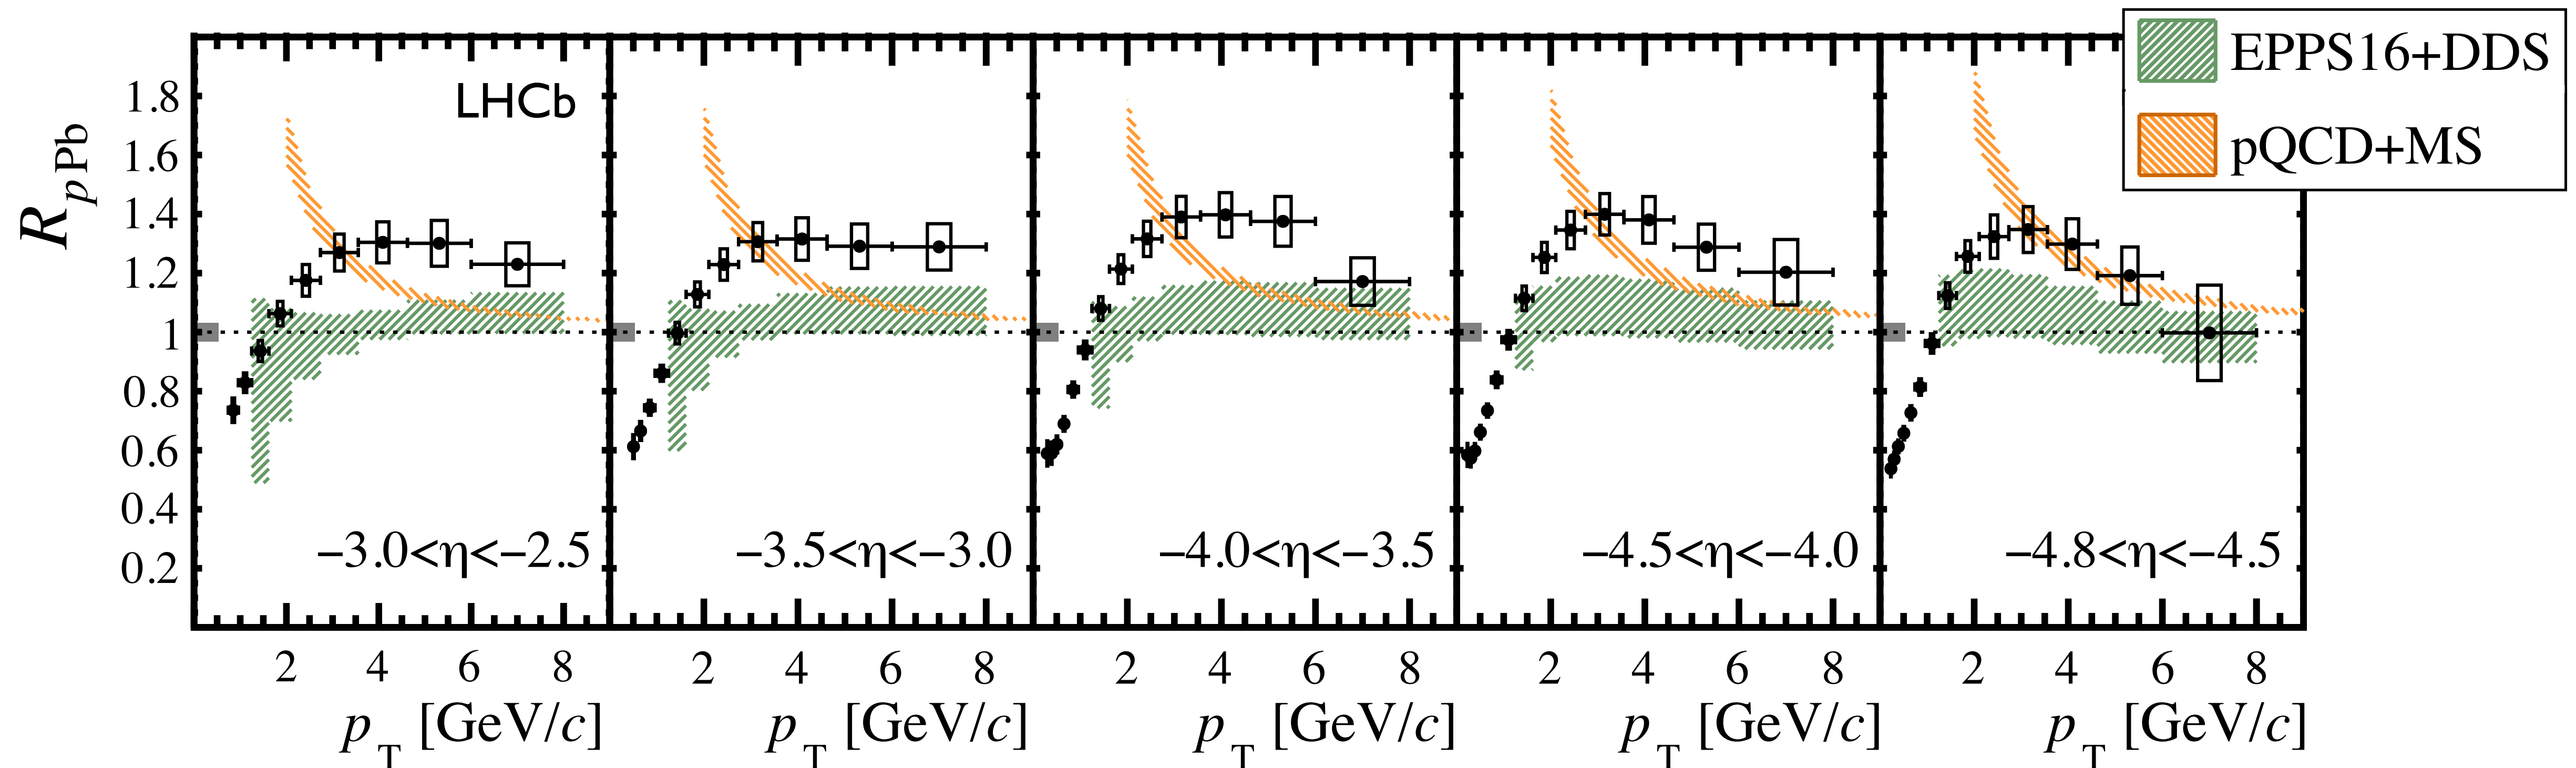 EPPS16+DDS
pQCD+MS
LHCb
R_pPb
1.8
1.6
1.4
1.2
1
0.8
0.6
0.4
0.2
−3.0<η<−2.5
−3.5<η<−3.0
−4.0<η<−3.5
−4.5<η<−4.0
−4.8<η<−4.5
2 4 6 8
2 4 6 8
2 4 6 8
2 4 6 8
2 4 6 8
p_T [GeV/c]
p_T [GeV/c]
p_T [GeV/c]
p_T [GeV/c]
p_T [GeV/c]